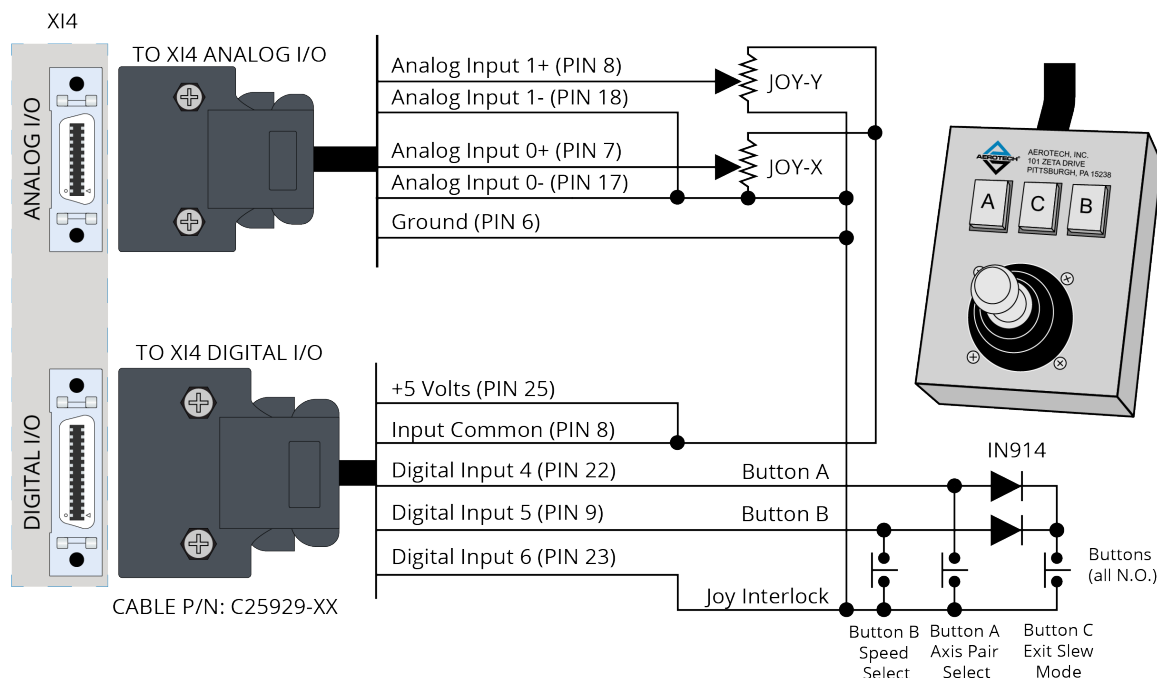 XI4
TO XI4 ANALOG I/O
ANALOG I/O
Analog Input 1+ (PIN 8)
Analog Input 1- (PIN 18)
Analog Input 0+ (PIN 7)
Analog Input 0- (PIN 17)
Ground (PIN 6)
JOY-Y
JOY-X
AEROTECH
AEROTECH, INC.
101 ZETA DRIVE
PITTSBURGH, PA 15238
A
C
B
TO XI4 DIGITAL I/O
DIGITAL I/O
+5 Volts (PIN 25)
Input Common (PIN 8)
Digital Input 4 (PIN 22)
Button A
Digital Input 5 (PIN 9)
Button B
Digital Input 6 (PIN 23)
Joy Interlock
IN914
Buttons
(all N.O.)
CABLE P/N: C25929-XX
Button B
Speed
Select
Button A
Axis Pair
Select
Button C
Exit Slew
Mode